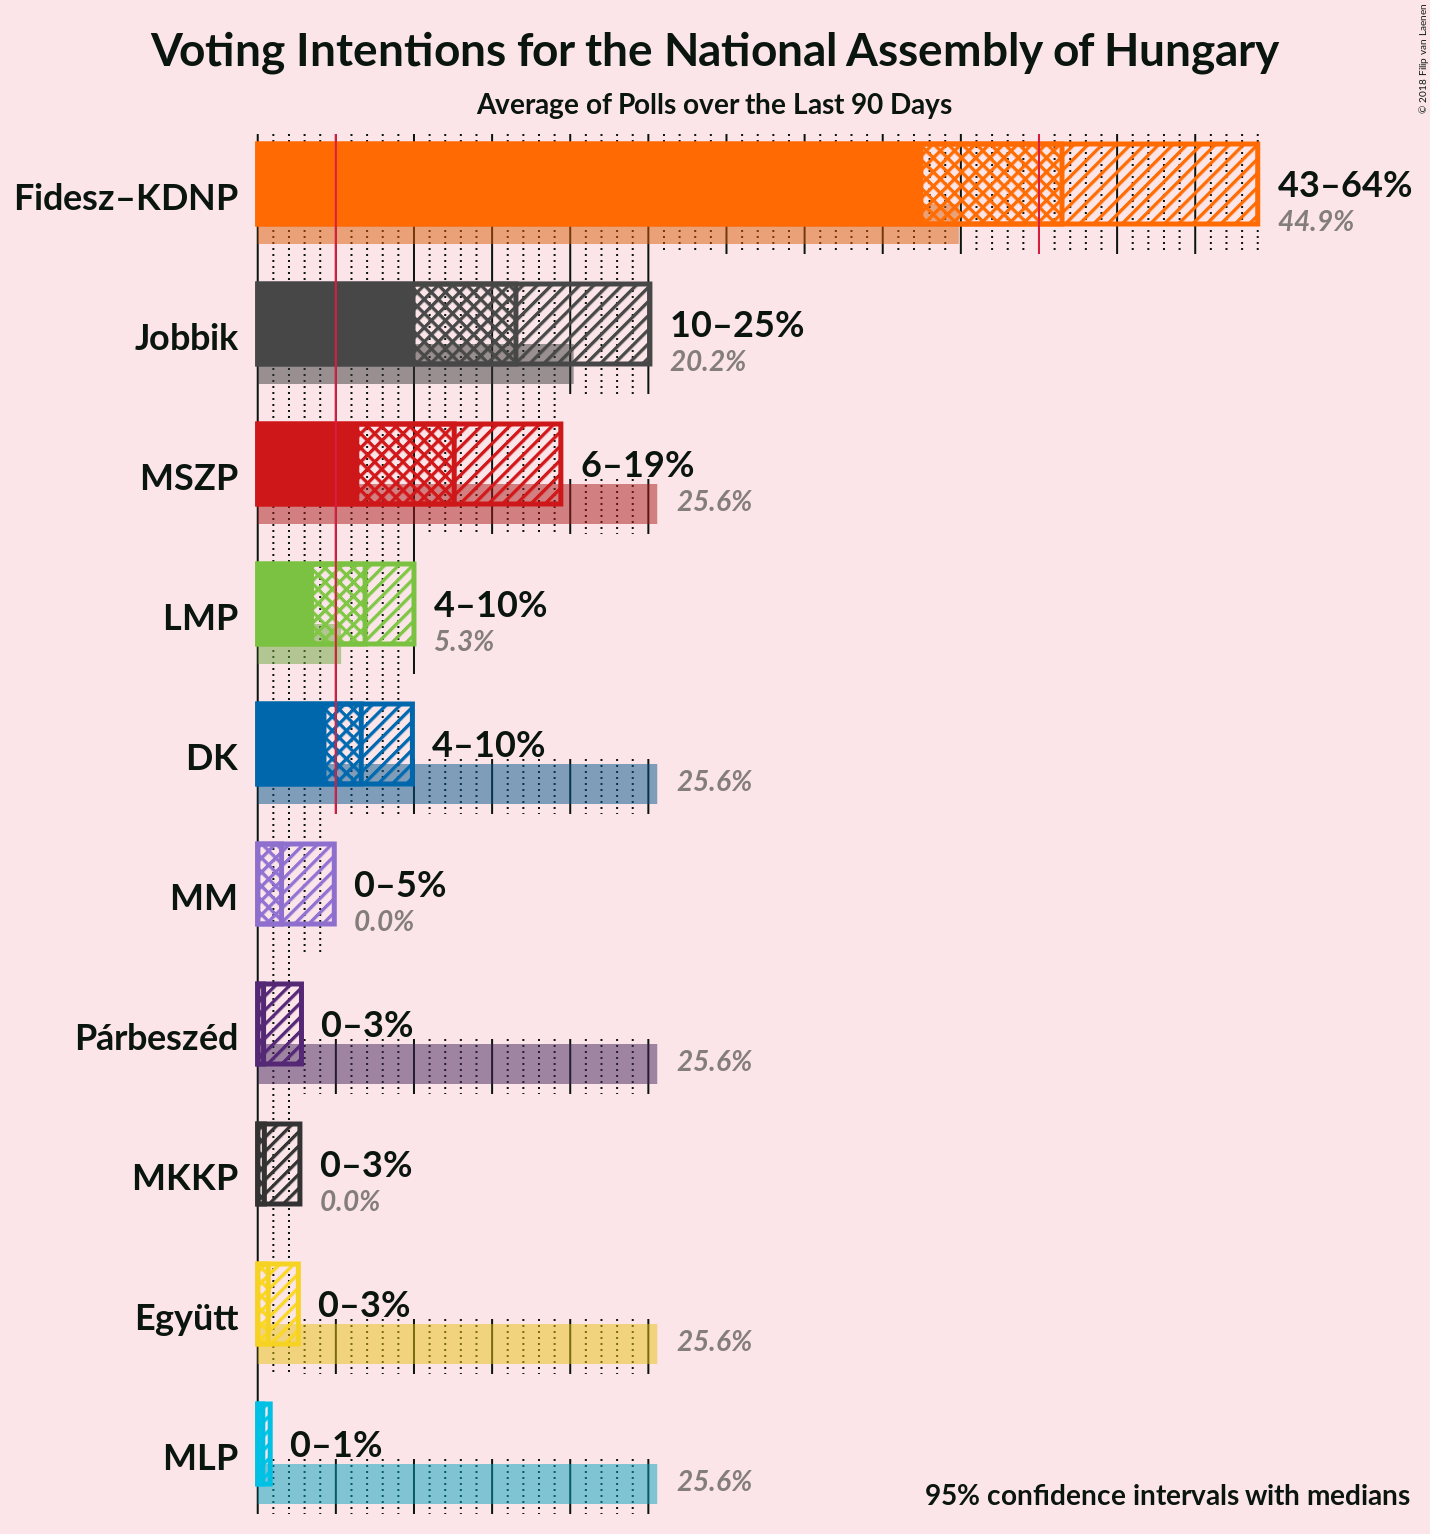 Voting Intentions for the National Assembly of Hungary
Average of Polls over the Last 90 Days
© 2018 Filip van Laenen
Fidesz–KDNP
43–64%
44.9%
Jobbik
10–25%
20.2%
MSZP
6–19%
25.6%
LMP
4–10%
5.3%
DK
4–10%
25.6%
MM
0–5%
0.0%
Párbeszéd
0–3%
25.6%
MKKP
0–3%
0.0%
Együtt
0–3%
25.6%
MLP
0–1%
25.6%
95% confidence intervals with medians